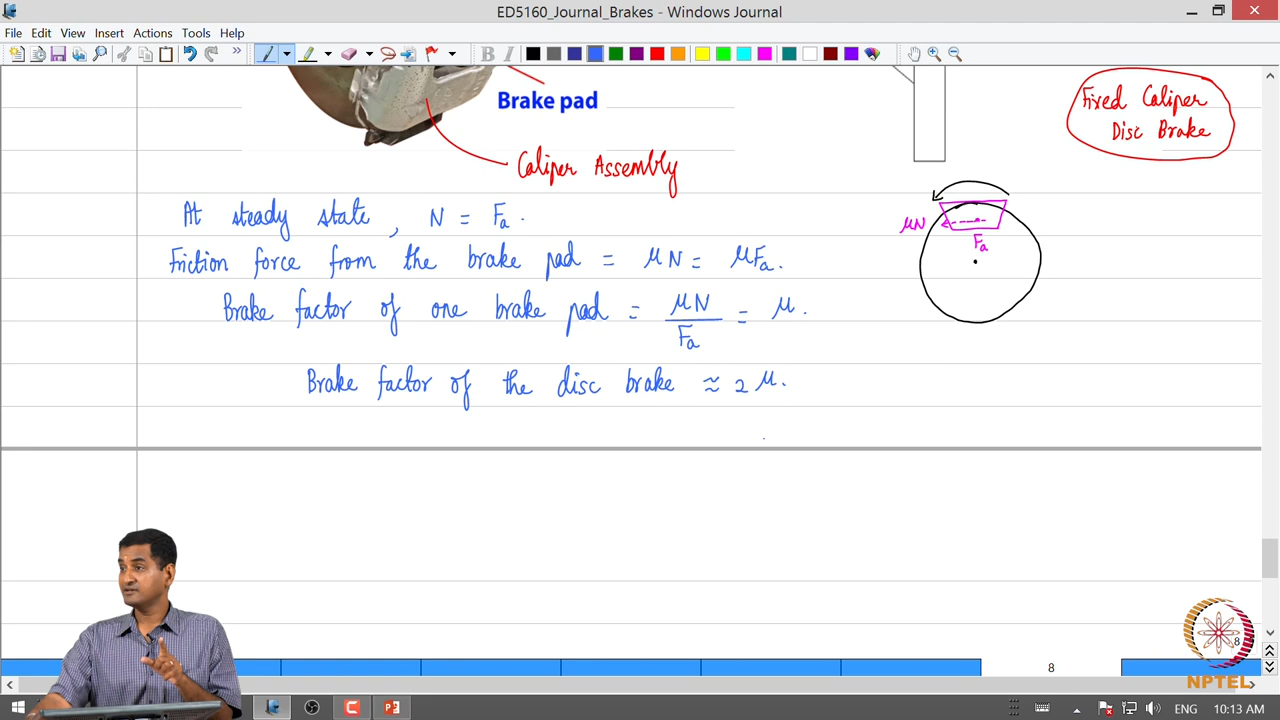 ED5160_Journal_Brakes - Windows Journal
File Edit View Insert Actions Tools Help
Brake pad
Caliper Assembly
Fixed Caliper
Disc Brake
At steady state, N = Fa.
Friction force from the brake pad = μN = μFa.
Brake factor of one brake pad = μN/Fa = μ.
Brake factor of the disc brake ≈ 2μ.
μN
Fa
8
NPTEL
8
ENG 10:13 AM